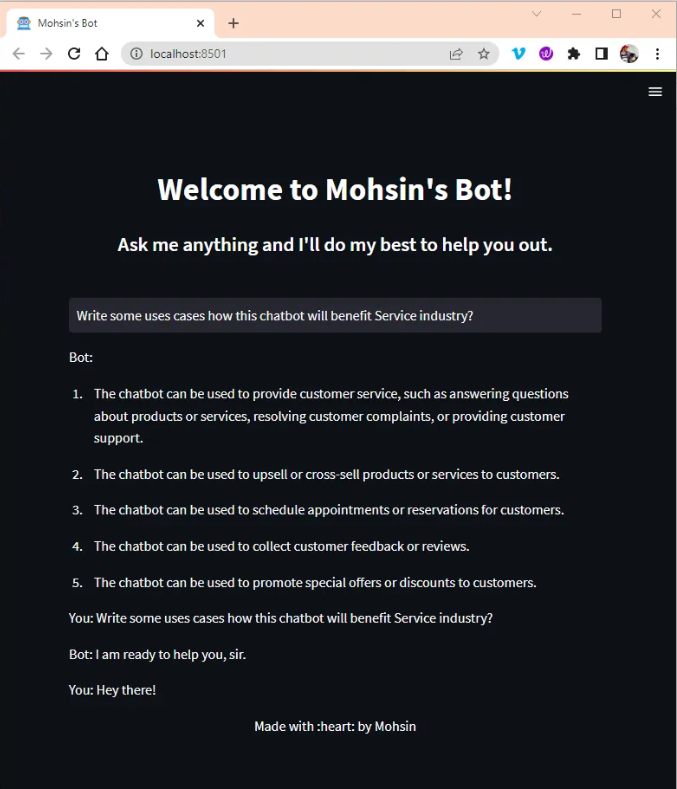 Mohsin's Bot
localhost:8501
Welcome to Mohsin's Bot!
Ask me anything and I'll do my best to help you out.
Write some uses cases how this chatbot will benefit Service industry?
Bot:
1. The chatbot can be used to provide customer service, such as answering questions
about products or services, resolving customer complaints, or providing customer
support.
2. The chatbot can be used to upsell or cross-sell products or services to customers.
3. The chatbot can be used to schedule appointments or reservations for customers.
4. The chatbot can be used to collect customer feedback or reviews.
5. The chatbot can be used to promote special offers or discounts to customers.
You: Write some uses cases how this chatbot will benefit Service industry?
Bot: I am ready to help you, sir.
You: Hey there!
Made with :heart: by Mohsin